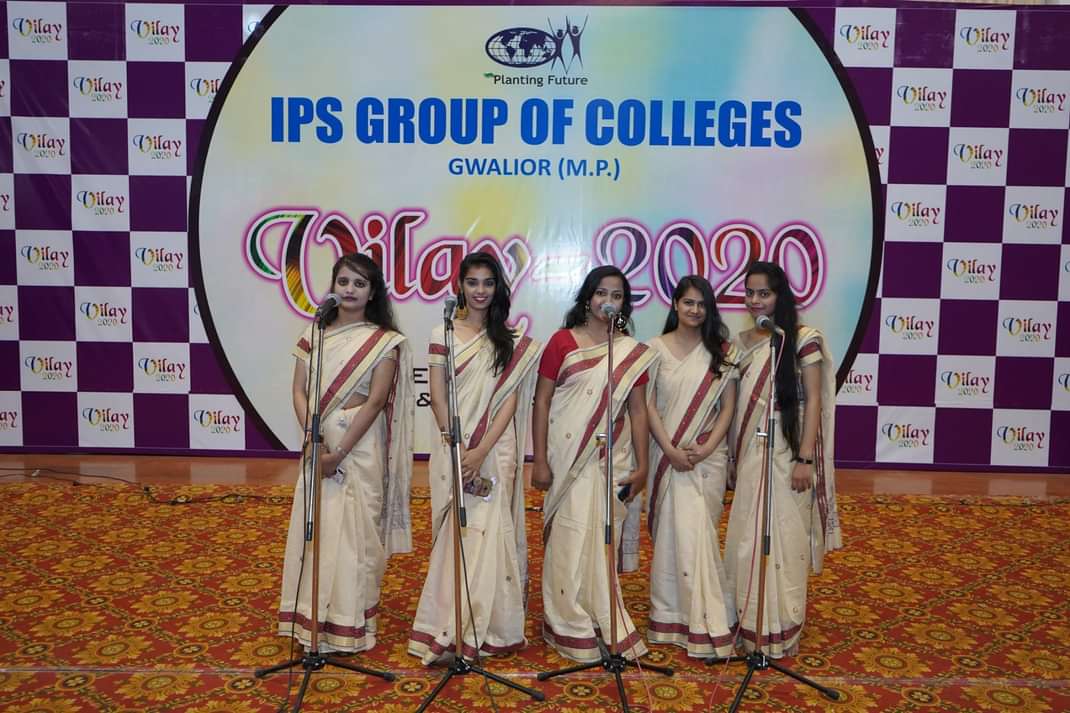 Planting Future
IPS GROUP OF COLLEGES
GWALIOR (M.P.)
Vilay-2020
Vilay
2020